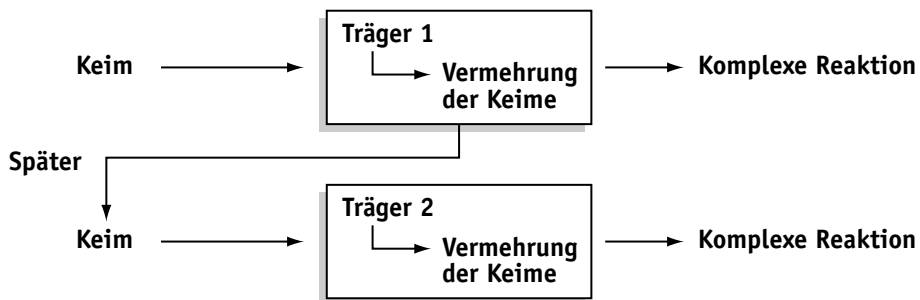 Träger 1
Keim
Vermehrung
der Keime
Komplexe Reaktion
Später
Träger 2
Keim
Vermehrung
der Keime
Komplexe Reaktion